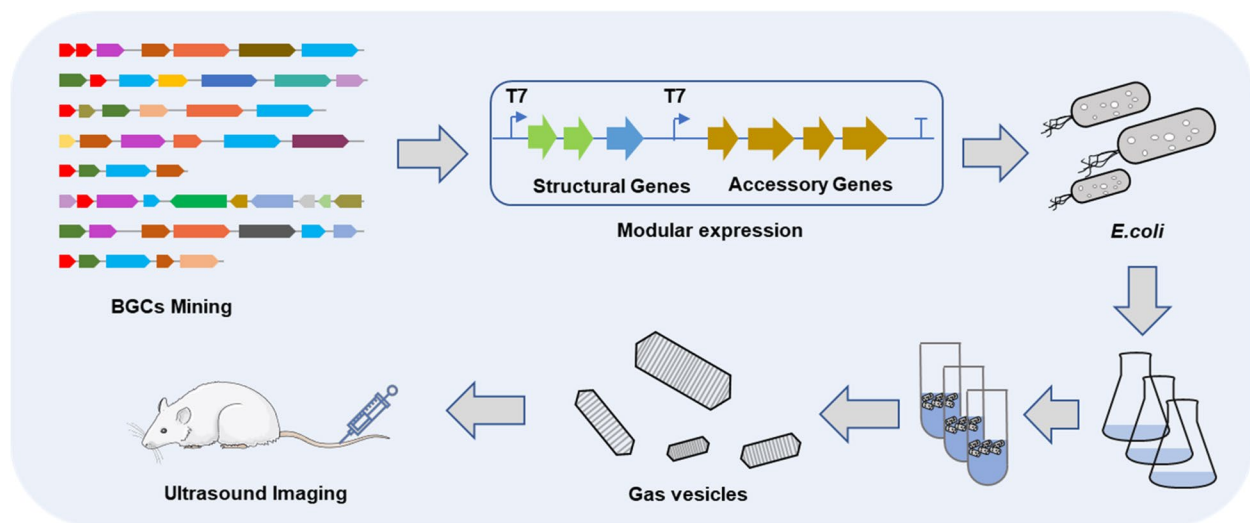 T7
T7
Structural Genes
Accessory Genes
Modular expression
E.coli
BGCs Mining
Ultrasound Imaging
Gas vesicles